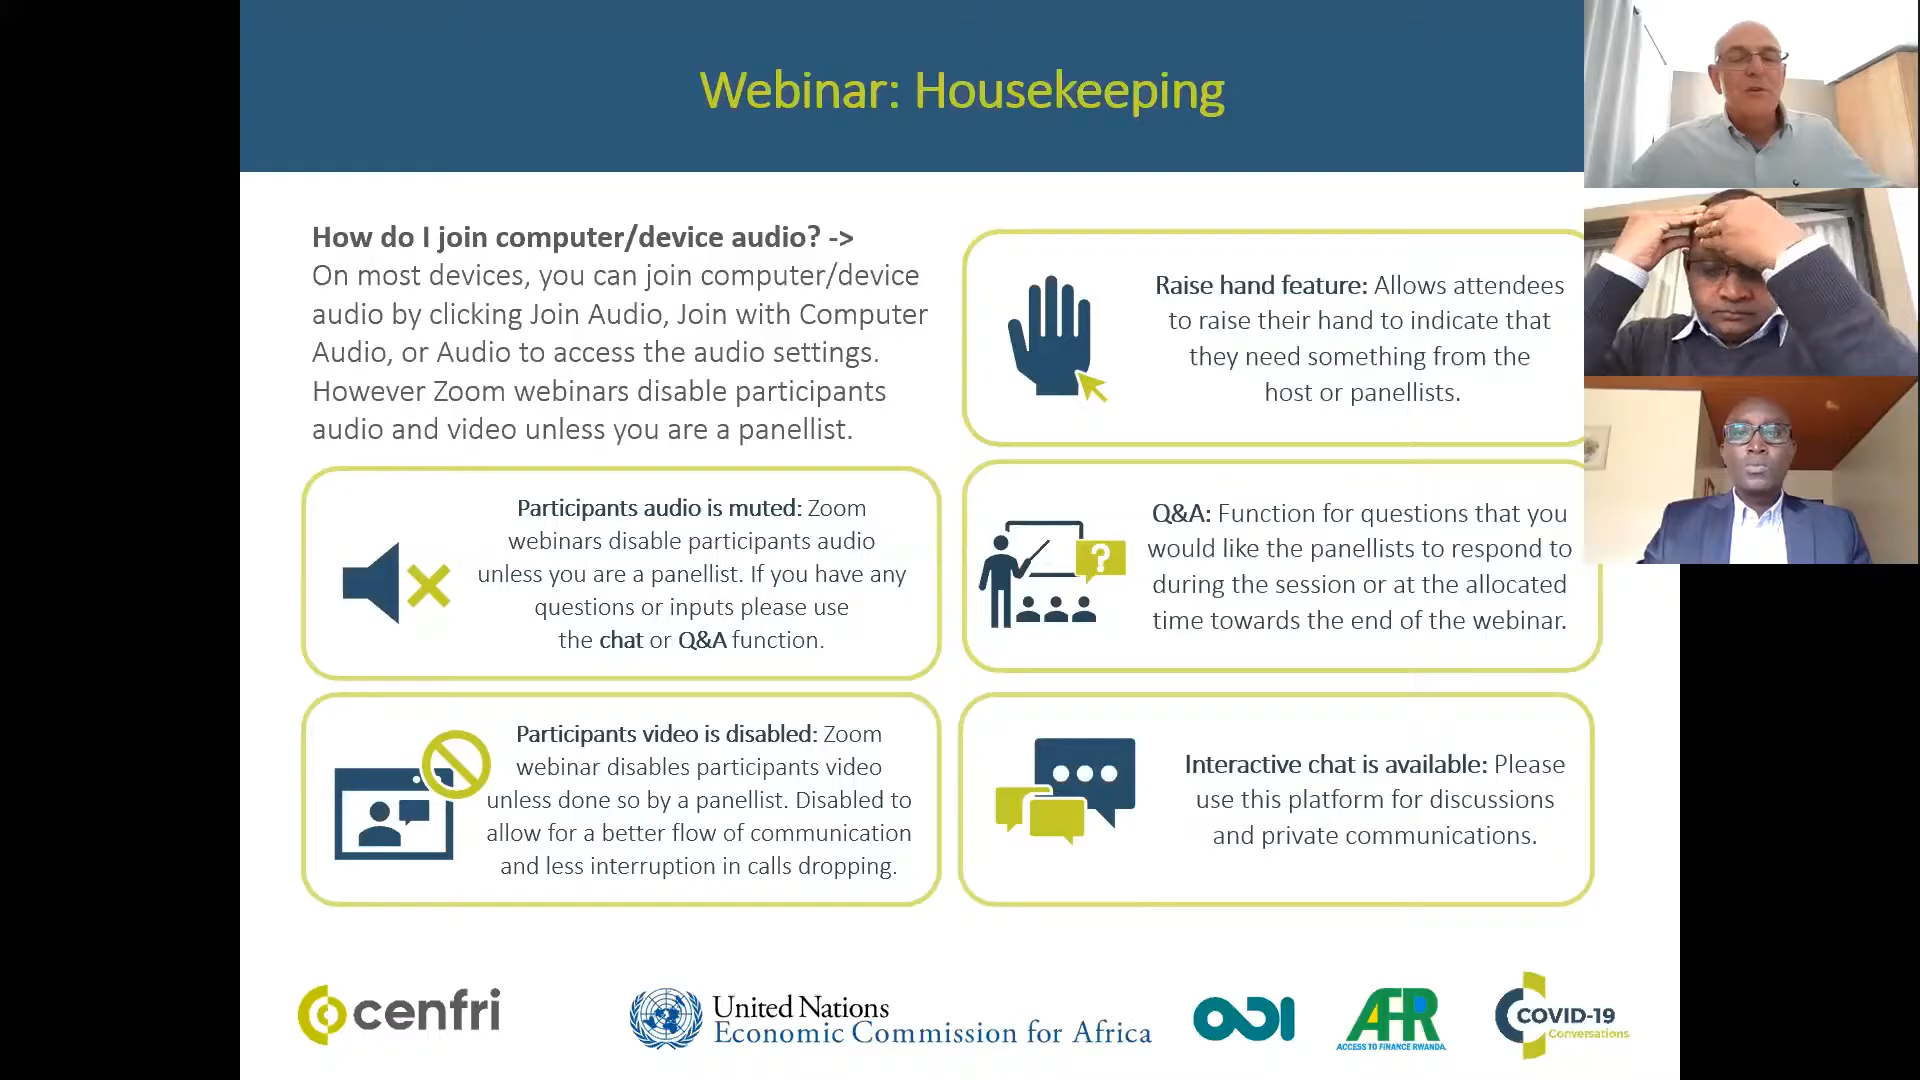 Webinar: Housekeeping
How do I join computer/device audio? ->
On most devices, you can join computer/device
audio by clicking Join Audio, Join with Computer
Audio, or Audio to access the audio settings.
However Zoom webinars disable participants
audio and video unless you are a panellist.
Raise hand feature: Allows attendees
to raise their hand to indicate that
they need something from the
host or panellists.
Participants audio is muted: Zoom
webinars disable participants audio
unless you are a panellist. If you have any
questions or inputs please use
the chat or Q&A function.
?
Q&A: Function for questions that you
would like the panellists to respond to
during the session or at the allocated
time towards the end of the webinar.
Participants video is disabled: Zoom
webinar disables participants video
unless done so by a panellist. Disabled to
allow for a better flow of communication
and less interruption in calls dropping.
Interactive chat is available: Please
use this platform for discussions
and private communications.
cenfri
United Nations
Economic Commission for Africa
ODI
AFR
ACCESS TO FINANCE RWANDA
COVID-19
Conversations